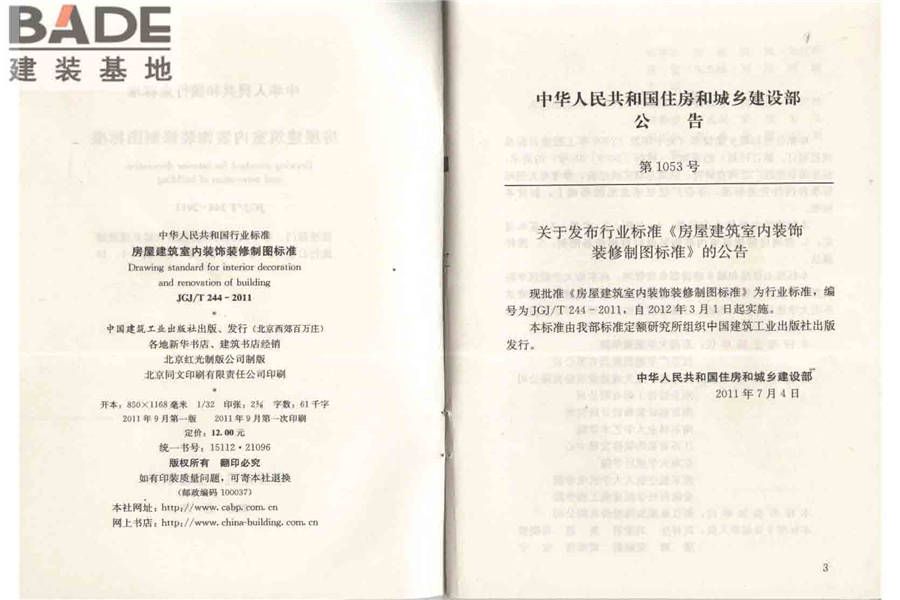 BADE
建装基地
中华人民共和国行业标准
房屋建筑室内装饰装修制图标准
Drawing standard for interior decoration
and renovation of building
JGJ/T 244-2011
*
中国建筑工业出版社出版、发行（北京西郊百万庄）
各地新华书店、建筑书店经销
北京红光制版公司制版
北京同文印刷有限责任公司印刷
*
开本：850×1168 毫米 1/32 印张： 字数：61千字
2011年9月第一版 2011年9月第一次印刷
定价：12.00元
统一书号：15112·21096
版权所有 翻印必究
如有印装质量问题，可寄本社退换
（邮政编码 100037）
本社网址：http://www.cabp.com.cn
网上书店：http://www.china-building.com.cn
中华人民共和国住房和城乡建设部
公 告
第 1053 号
关于发布行业标准《房屋建筑室内装饰
装修制图标准》的公告
现批准《房屋建筑室内装饰装修制图标准》为行业标准，编
号为JGJ/T 244-2011，自2012年3月1日起实施。
本标准由我部标准定额研究所组织中国建筑工业出版社出版
发行。
中华人民共和国住房和城乡建设部
2011年7月4日
3